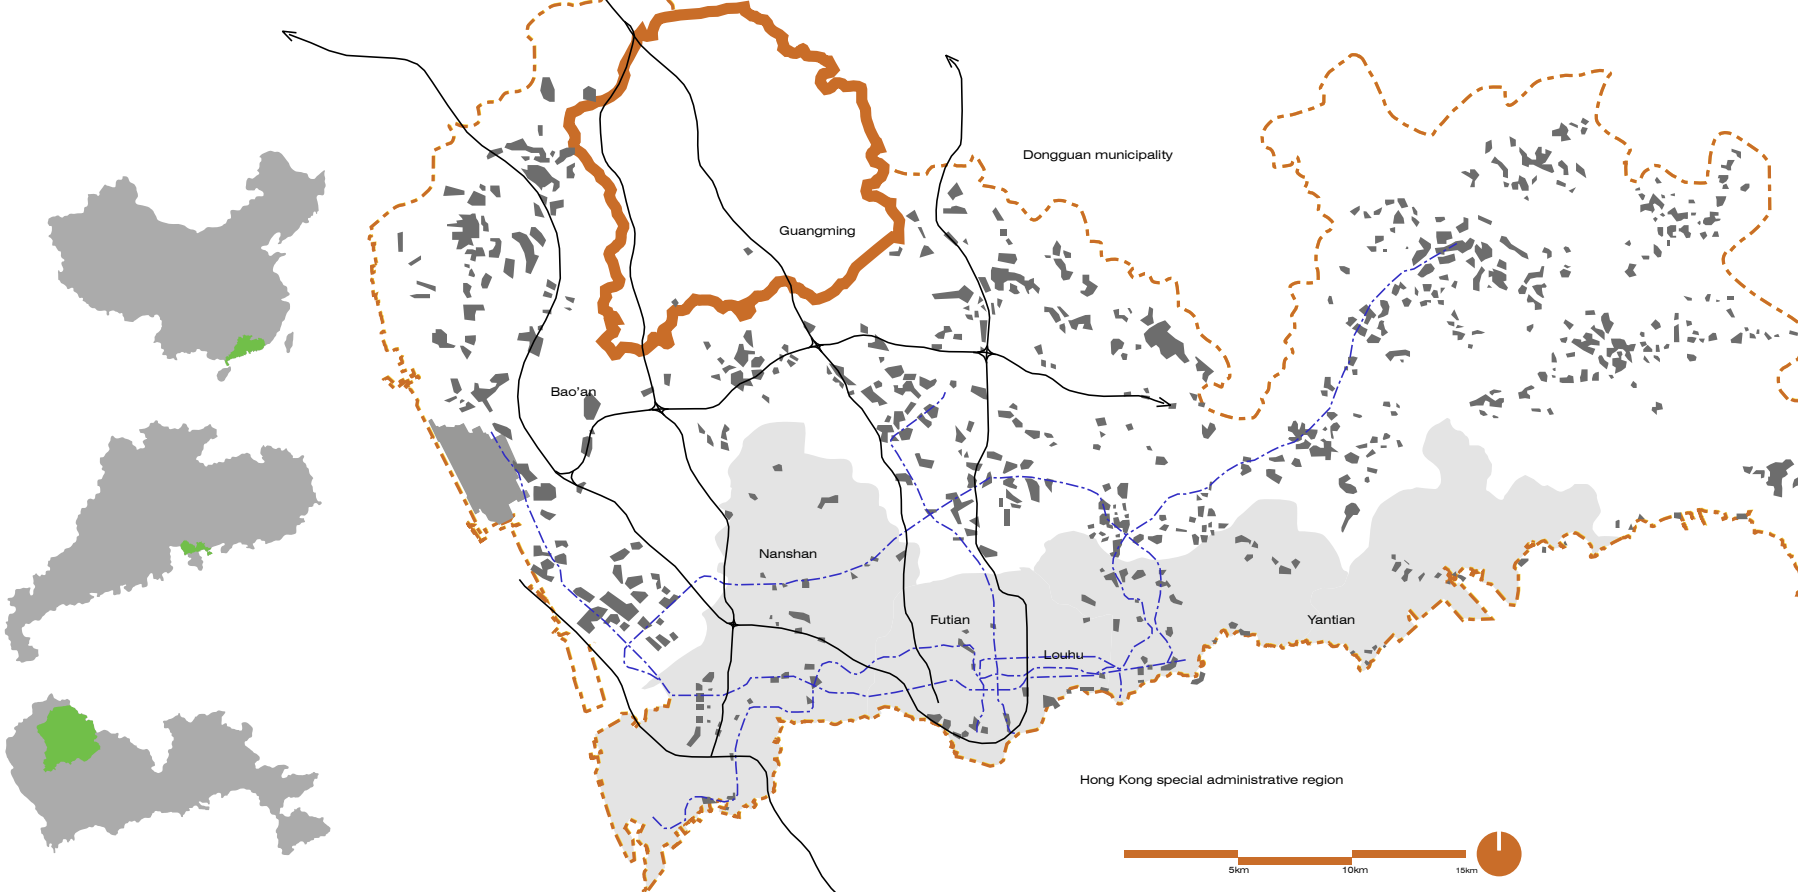 Dongguan municipality
Guangming
Bao'an
Nanshan
Futian
Yantian
Louhu
Hong Kong special administrative region
5km
10km
15km